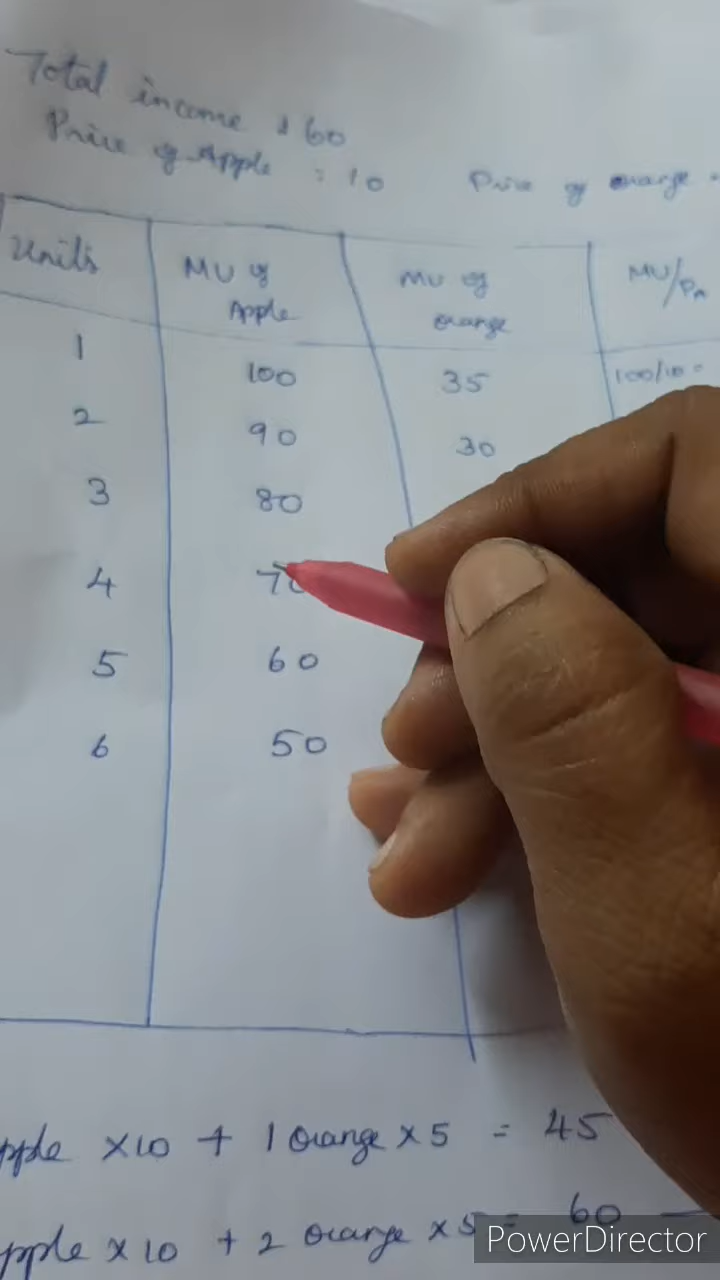 Total income : 60
Price of Apple : 10 Price of orange =
Units MU of Apple MU of orange MU/PA
1 100 35 100/10 =
2 90 30
3 80
4 70
5 60
6 50
pple x10 + 1 orange x 5 = 45
pple x 10 + 2 orange x 5 = 60
PowerDirector